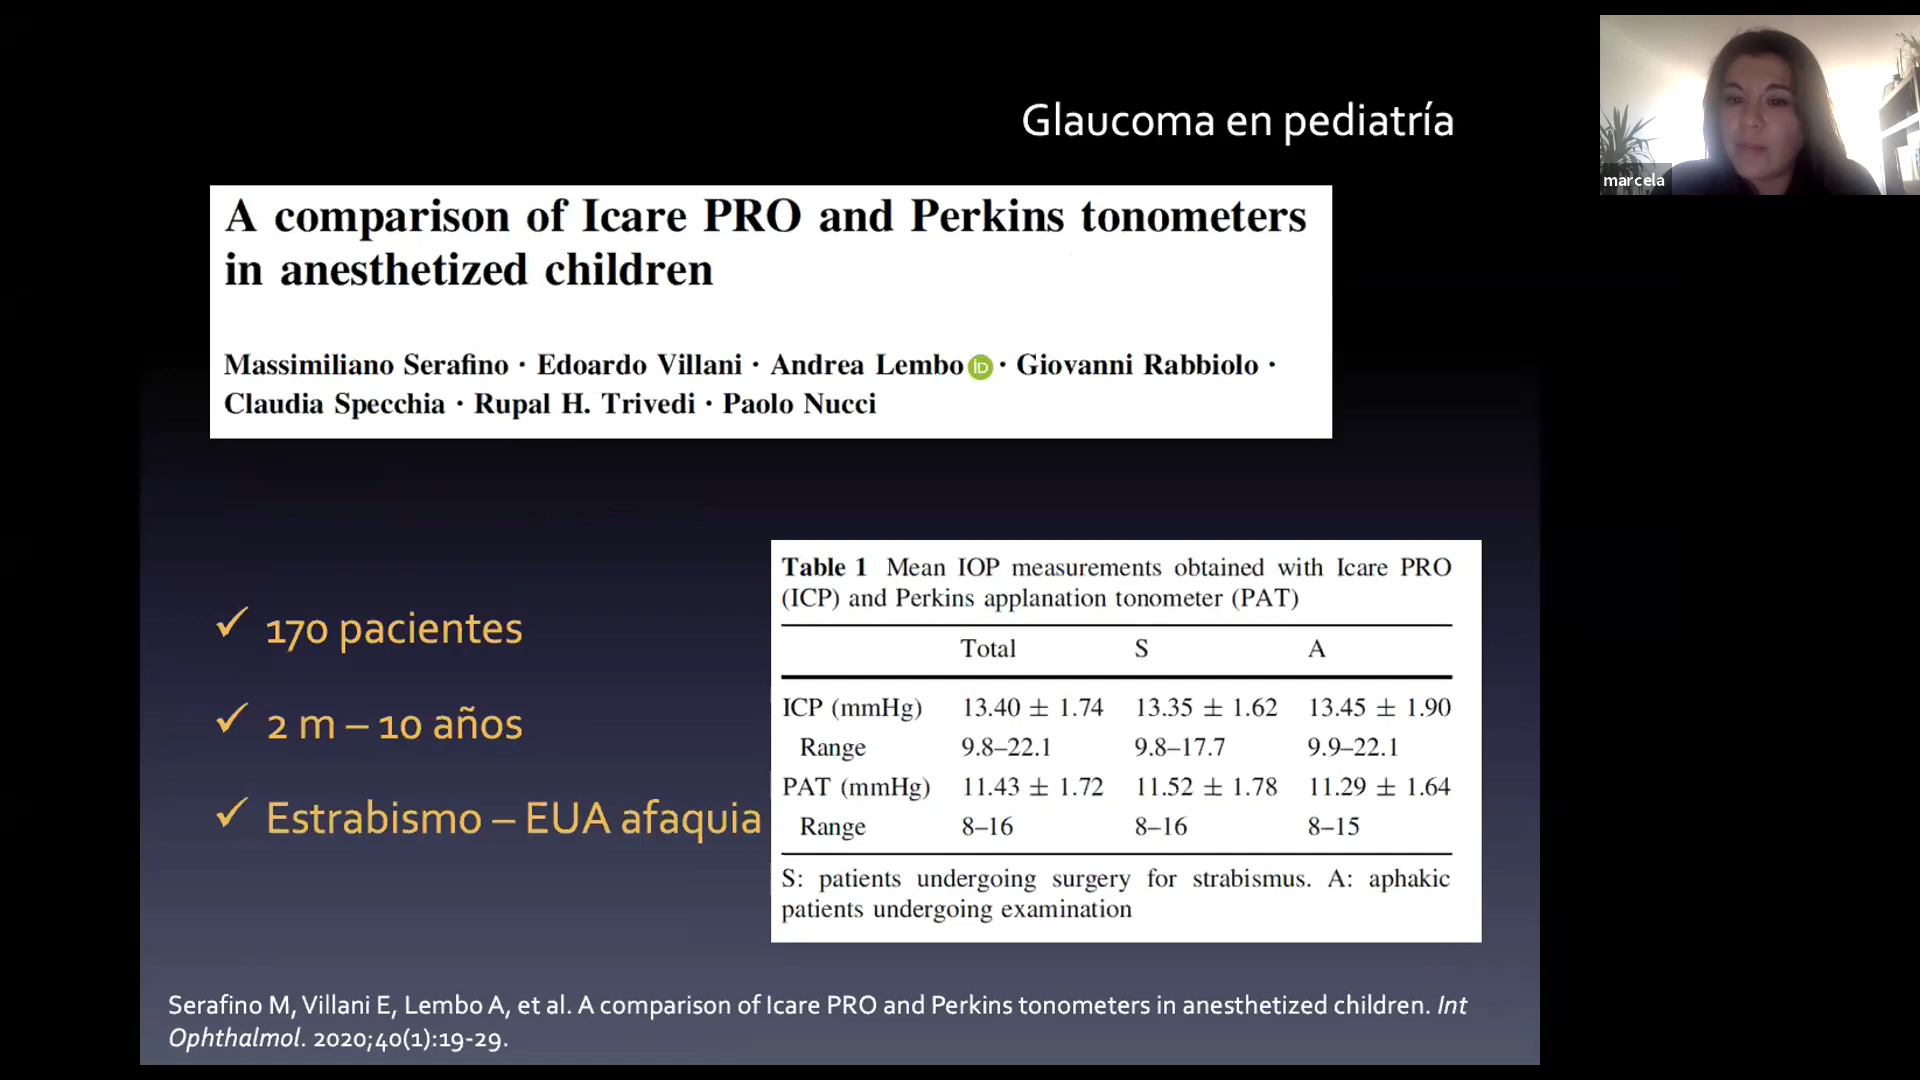 Glaucoma en pediatría
marcela
A comparison of Icare PRO and Perkins tonometers
in anesthetized children
Massimiliano Serafino · Edoardo Villani · Andrea Lembo iD · Giovanni Rabbiolo ·
Claudia Specchia · Rupal H. Trivedi · Paolo Nucci
✓ 170 pacientes
✓ 2 m – 10 años
✓ Estrabismo – EUA afaquia
Table 1 Mean IOP measurements obtained with Icare PRO
(ICP) and Perkins applanation tonometer (PAT)
Total S A
ICP (mmHg) 13.40 ± 1.74 13.35 ± 1.62 13.45 ± 1.90
Range 9.8–22.1 9.8–17.7 9.9–22.1
PAT (mmHg) 11.43 ± 1.72 11.52 ± 1.78 11.29 ± 1.64
Range 8–16 8–16 8–15
S: patients undergoing surgery for strabismus. A: aphakic
patients undergoing examination
Serafino M, Villani E, Lembo A, et al. A comparison of Icare PRO and Perkins tonometers in anesthetized children. Int
Ophthalmol. 2020;40(1):19-29.